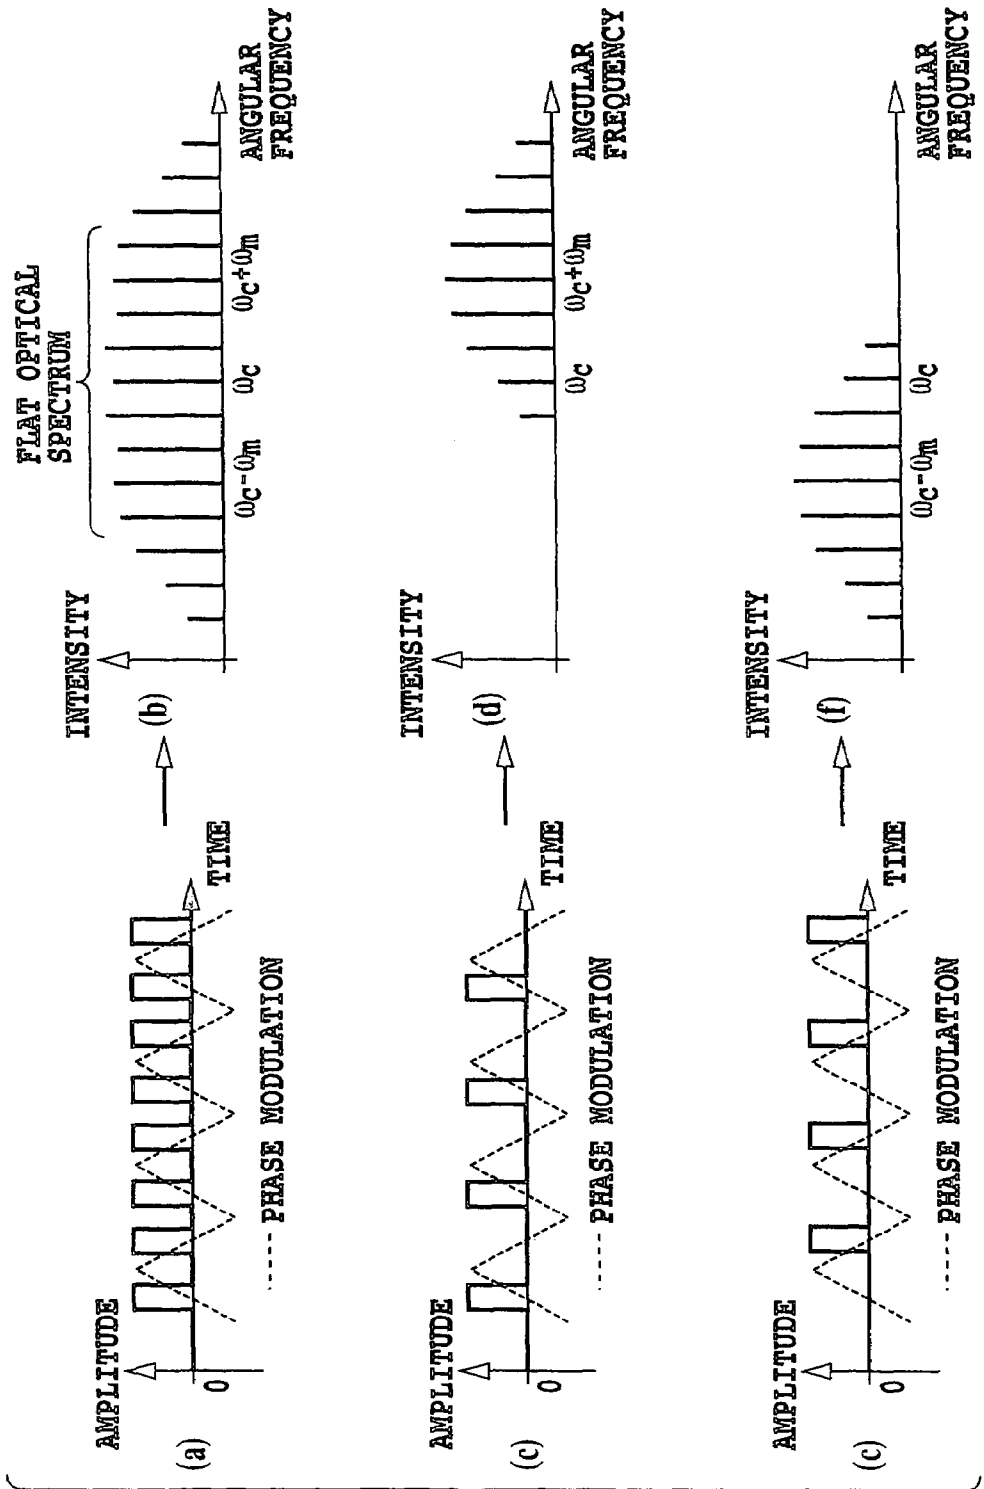 (a)
AMPLITUDE
0
TIME
---- PHASE MODULATION
(b)
INTENSITY
FLAT OPTICAL
SPECTRUM
ωc-ωm
ωc
ωc+ωm
ANGULAR
FREQUENCY
(c)
AMPLITUDE
0
TIME
---- PHASE MODULATION
(d)
INTENSITY
ωc
ωc+ωm
ANGULAR
FREQUENCY
(c)
AMPLITUDE
0
TIME
---- PHASE MODULATION
(f)
INTENSITY
ωc-ωm
ωc
ANGULAR
FREQUENCY